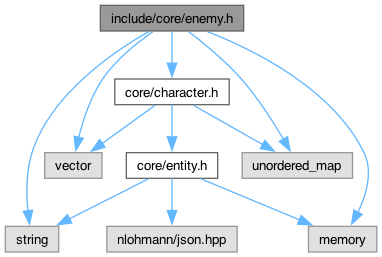 include/core/enemy.h
core/character.h
vector
core/entity.h
unordered_map
string
nlohmann/json.hpp
memory